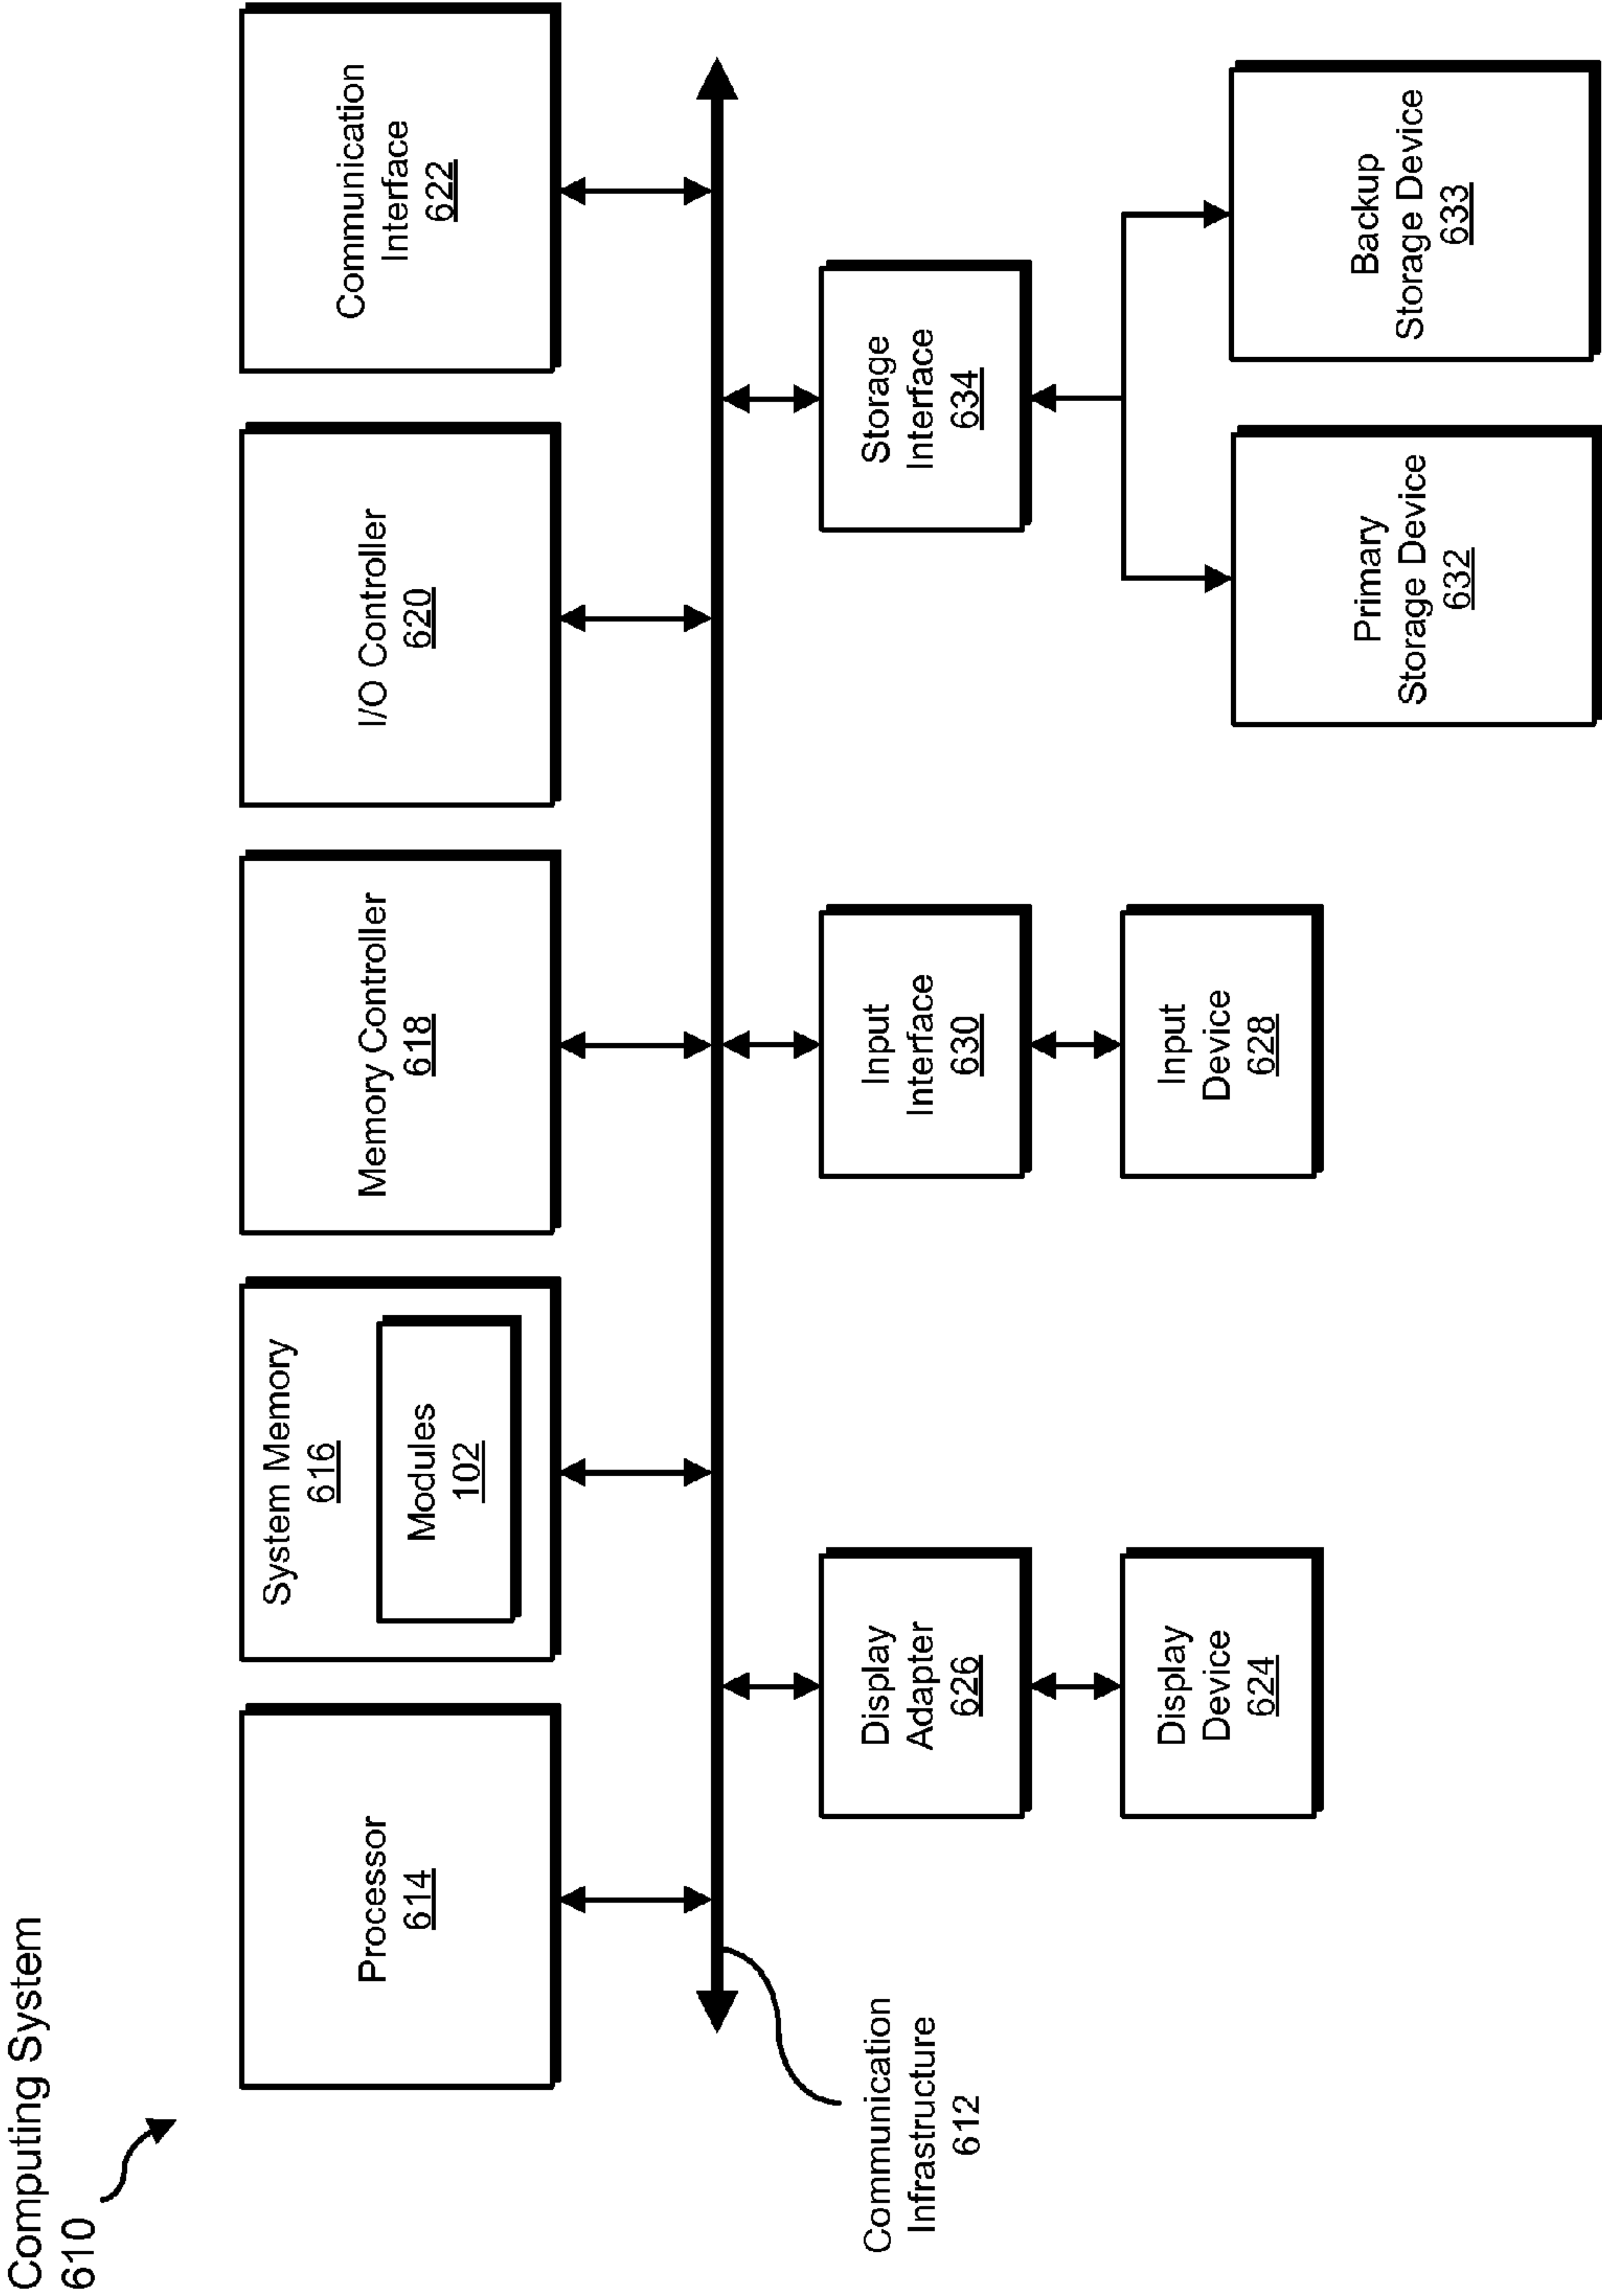 Computing System
610
Processor
614
System Memory
616
Modules
102
Memory Controller
618
I/O Controller
620
Communication
Interface
622
Communication
Infrastructure
612
Display
Adapter
626
Input
Interface
630
Storage
Interface
634
Display
Device
624
Input
Device
628
Primary
Storage Device
632
Backup
Storage Device
633